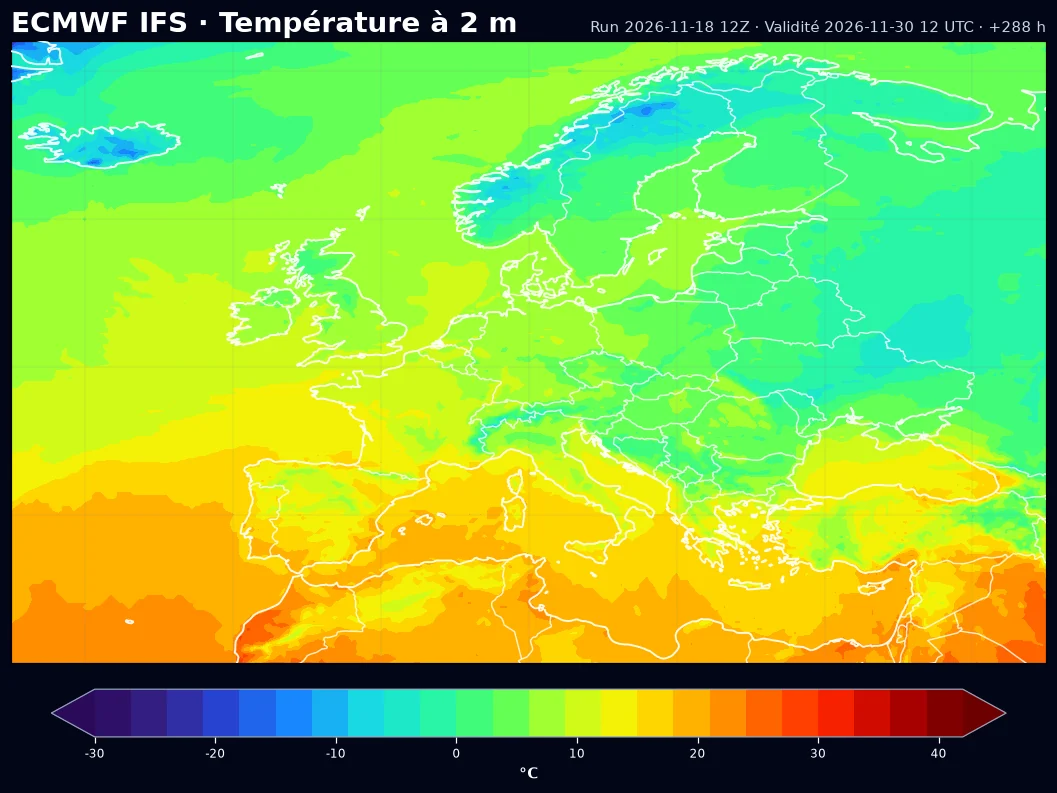 ECMWF IFS · Température à 2 m
Run 2026-11-18 12Z · Validité 2026-11-30 12 UTC · +288 h
-30 -20 -10 0 10 20 30 40
°C